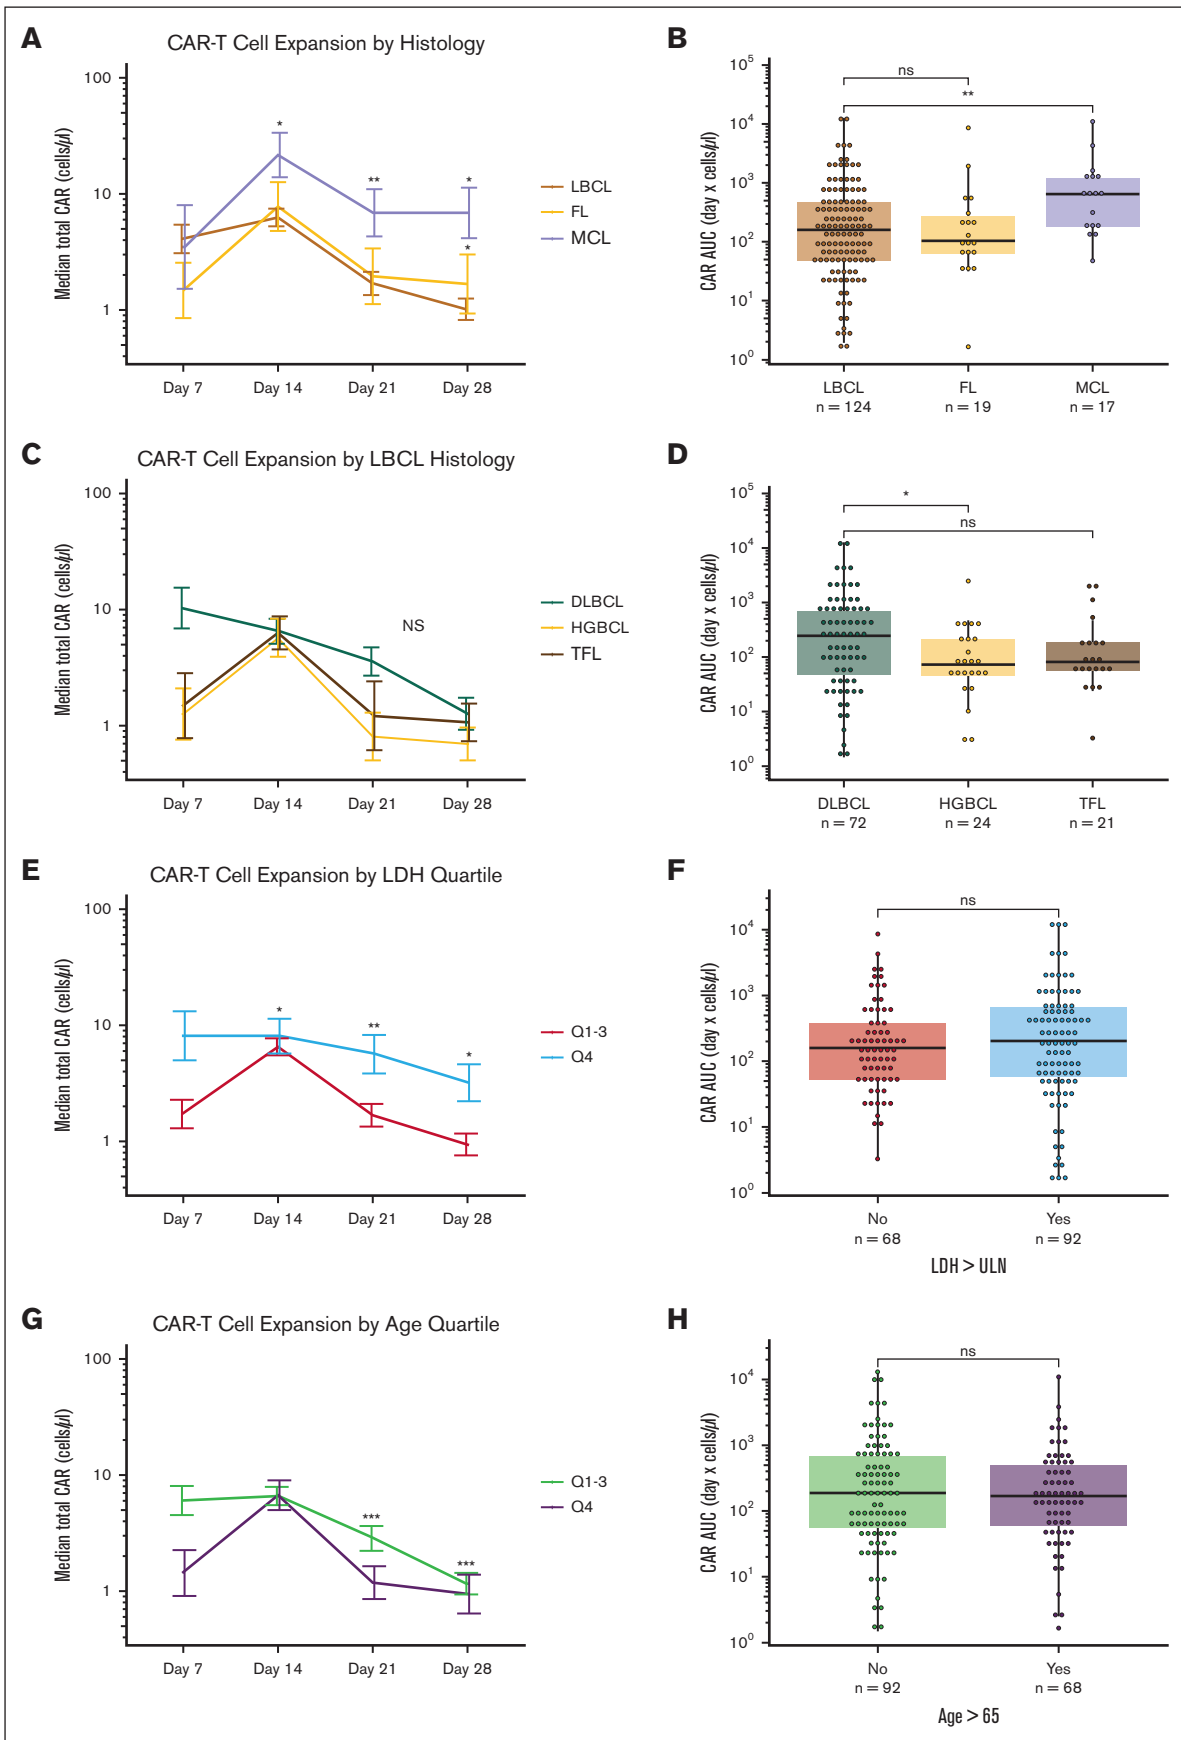 A
CAR-T Cell Expansion by Histology
Median total CAR (cells/µl)
100
10
1
Day 7
Day 14
Day 21
Day 28
*
**
*
*
LBCL
FL
MCL
B
CAR AUC (day x cells/µl)
10^5
10^4
10^3
10^2
10^1
10^0
ns
**
LBCL
n = 124
FL
n = 19
MCL
n = 17
C
CAR-T Cell Expansion by LBCL Histology
Median total CAR (cells/µl)
100
10
1
Day 7
Day 14
Day 21
Day 28
NS
DLBCL
HGBCL
TFL
D
CAR AUC (day x cells/µl)
10^5
10^4
10^3
10^2
10^1
10^0
*
ns
DLBCL
n = 72
HGBCL
n = 24
TFL
n = 21
E
CAR-T Cell Expansion by LDH Quartile
Median total CAR (cells/µl)
100
10
1
Day 7
Day 14
Day 21
Day 28
*
**
*
Q1-3
Q4
F
CAR AUC (day x cells/µl)
10^4
10^3
10^2
10^1
10^0
ns
No
n = 68
Yes
n = 92
LDH > ULN
G
CAR-T Cell Expansion by Age Quartile
Median total CAR (cells/µl)
100
10
1
Day 7
Day 14
Day 21
Day 28
***
***
Q1-3
Q4
H
CAR AUC (day x cells/µl)
10^4
10^3
10^2
10^1
10^0
ns
No
n = 92
Yes
n = 68
Age > 65